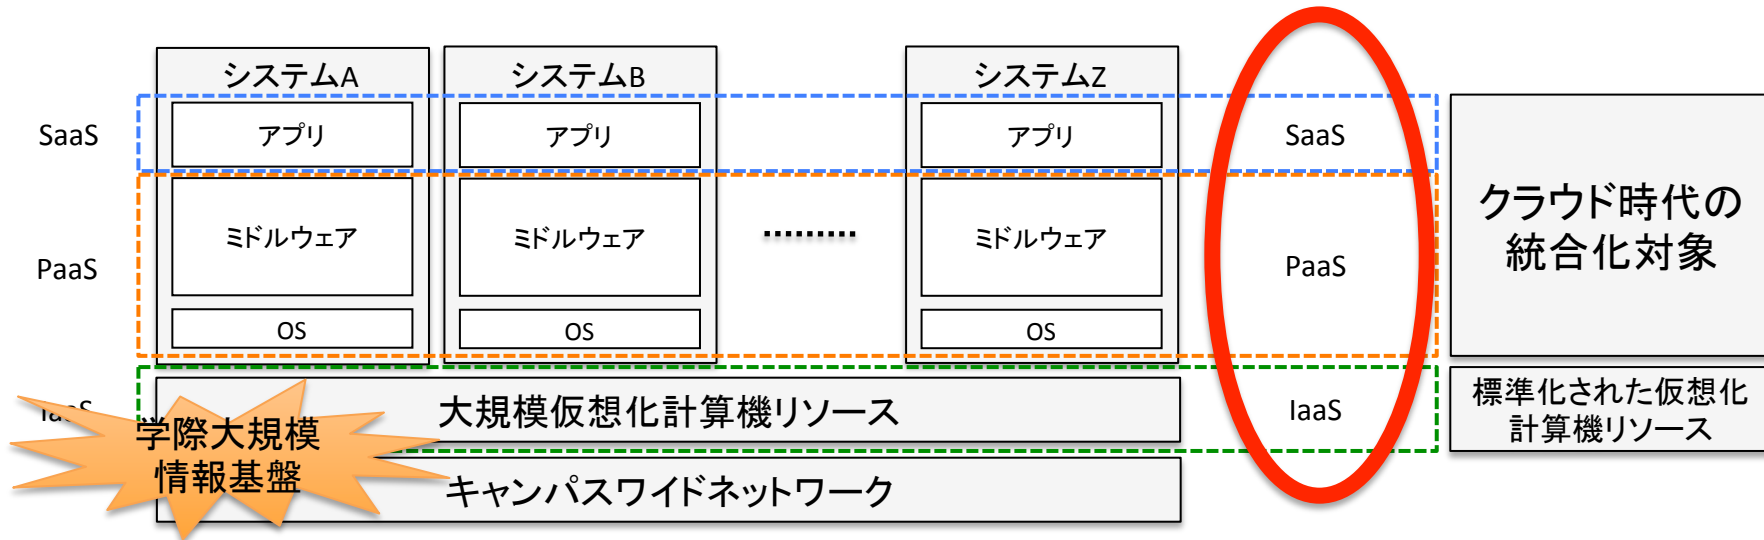 システムA
システムB
システムZ
SaaS
アプリ
アプリ
アプリ
SaaS
PaaS
ミドルウェア
ミドルウェア
………
ミドルウェア
PaaS
OS
OS
OS
クラウド時代の
統合化対象
IaaS
大規模仮想化計算機リソース
IaaS
標準化された仮想化
計算機リソース
学際大規模
情報基盤
キャンパスワイドネットワーク